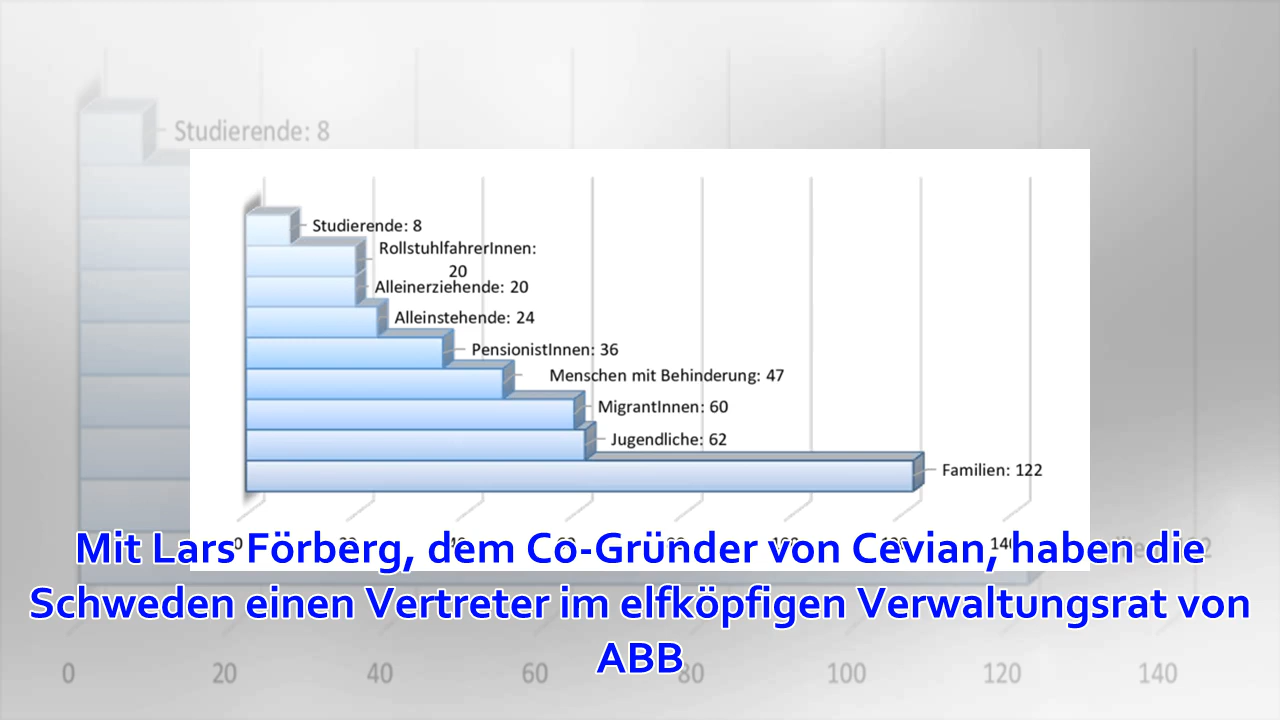 Studierende: 8
Studierende: 8
RollstuhlfahrerInnen:
20
Alleinerziehende: 20
Alleinstehende: 24
PensionistInnen: 36
Menschen mit Behinderung: 47
MigrantInnen: 60
Jugendliche: 62
Familien: 122
Mit Lars Förberg, dem Co-Gründer von Cevian, haben die
Schweden einen Vertreter im elfköpfigen Verwaltungsrat von
ABB
0 20 40 60 80 100 120 140